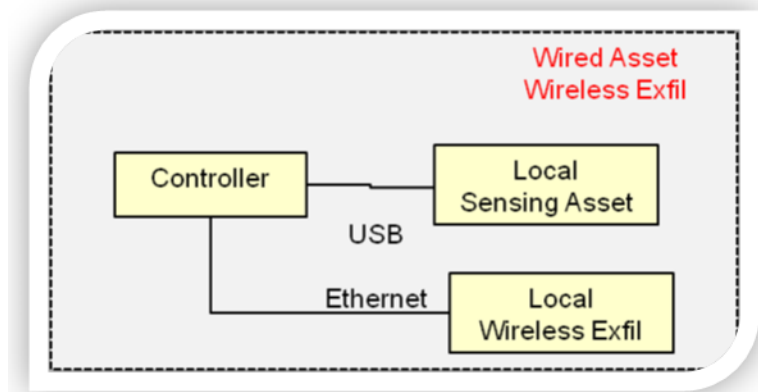 Wired Asset
Wireless Exfil
Controller
Local
Sensing Asset
USB
Ethernet
Local
Wireless Exfil